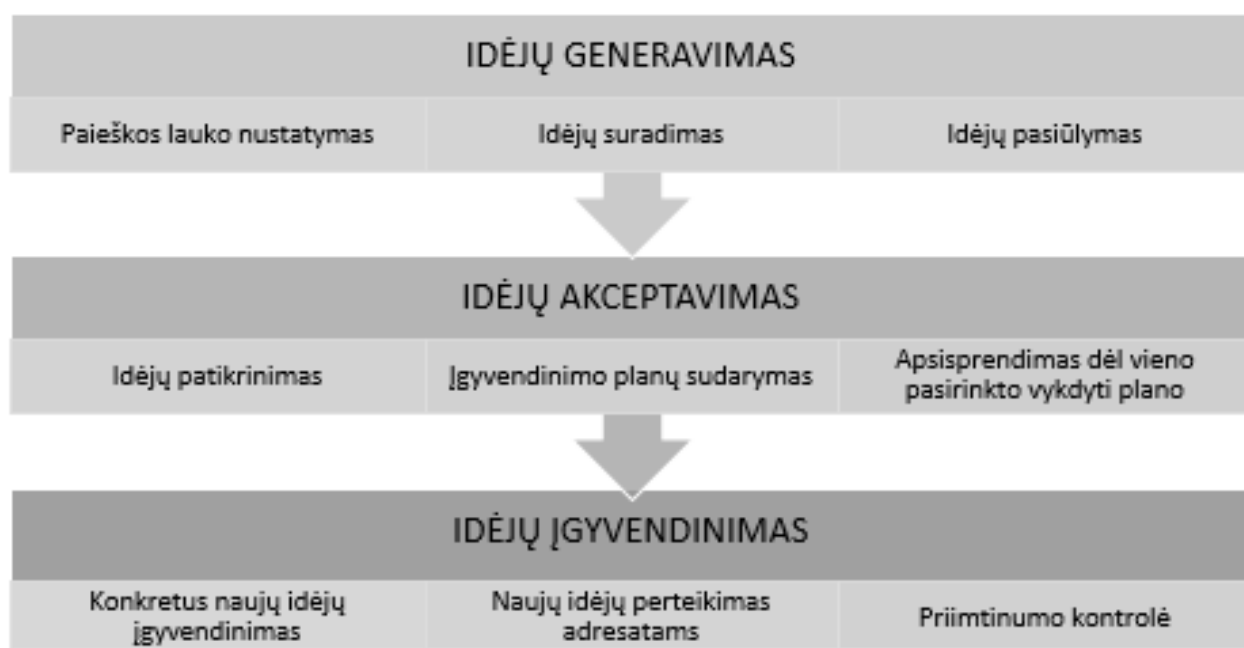 IDĖJŲ GENERAVIMAS
Paieškos lauko nustatymas
Idėjų suradimas
Idėjų pasiūlymas
IDĖJŲ AKCEPTAVIMAS
Idėjų patikrinimas
Įgyvendinimo planų sudarymas
Apsisprendimas dėl vieno
pasirinkto vykdyti plano
IDĖJŲ ĮGYVENDINIMAS
Konkretus naujų idėjų
įgyvendinimas
Naujų idėjų perteikimas
adresatams
Priimtinumo kontrolė